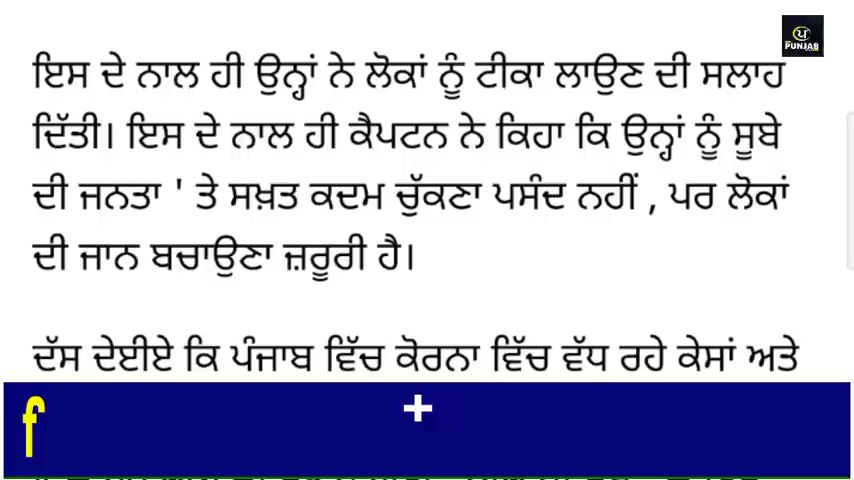 ਪ
PUNJAB
ਇਸ ਦੇ ਨਾਲ ਹੀ ਉਨ੍ਹਾਂ ਨੇ ਲੋਕਾਂ ਨੂੰ ਟੀਕਾ ਲਾਉਣ ਦੀ ਸਲਾਹ
ਦਿੱਤੀ। ਇਸ ਦੇ ਨਾਲ ਹੀ ਕੈਪਟਨ ਨੇ ਕਿਹਾ ਕਿ ਉਨ੍ਹਾਂ ਨੂੰ ਸੂਬੇ
ਦੀ ਜਨਤਾ ' ਤੇ ਸਖ਼ਤ ਕਦਮ ਚੁੱਕਣਾ ਪਸੰਦ ਨਹੀਂ , ਪਰ ਲੋਕਾਂ
ਦੀ ਜਾਨ ਬਚਾਉਣਾ ਜ਼ਰੂਰੀ ਹੈ।
ਦੱਸ ਦੇਈਏ ਕਿ ਪੰਜਾਬ ਵਿੱਚ ਕੋਰਨਾ ਵਿੱਚ ਵੱਧ ਰਹੇ ਕੇਸਾਂ ਅਤੇ
f +